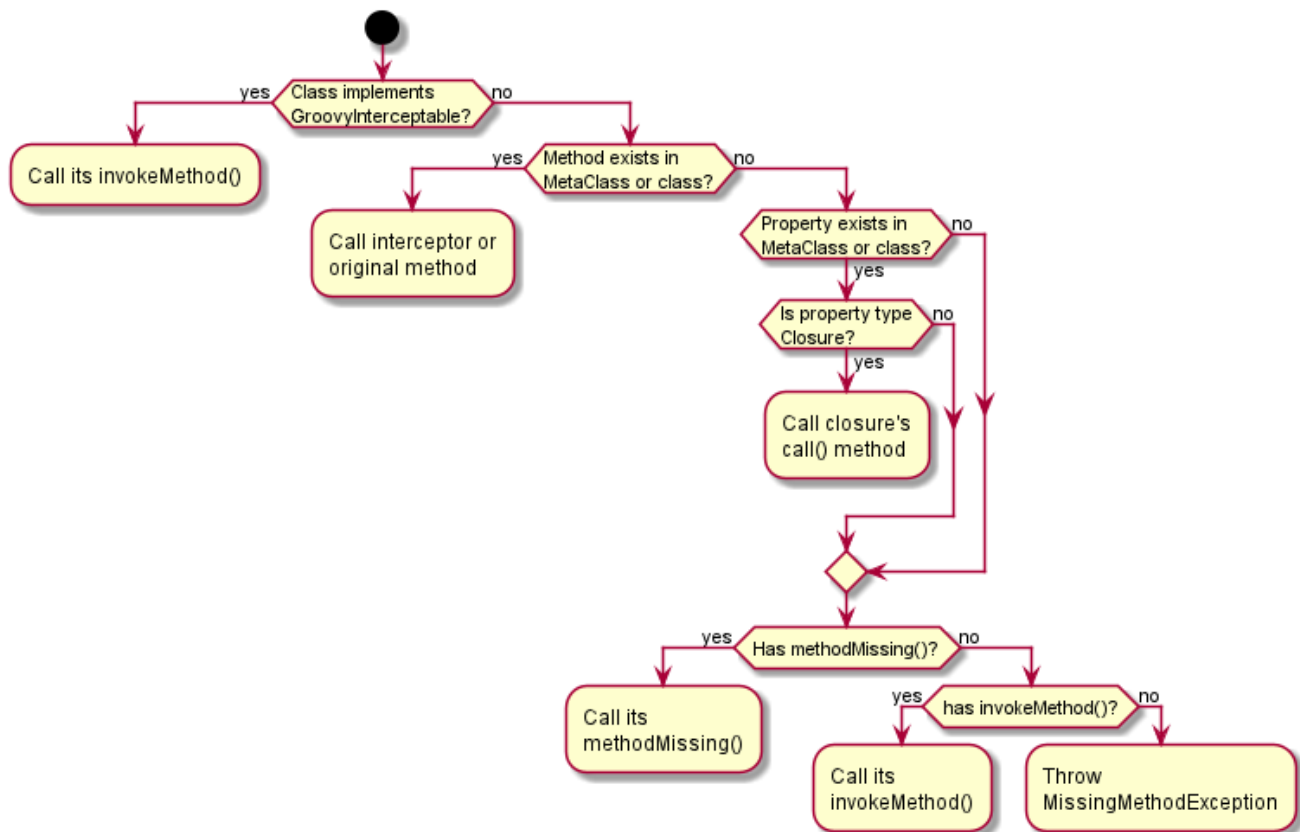 yes
Class implements
GroovyInterceptable?
no
Call its invokeMethod()
yes
Method exists in
MetaClass or class?
no
Call interceptor or
original method
Property exists in
MetaClass or class?
no
yes
Is property type
Closure?
no
yes
Call closure's
call() method
yes
Has methodMissing()?
no
Call its
methodMissing()
yes
has invokeMethod()?
no
Call its
invokeMethod()
Throw
MissingMethodException